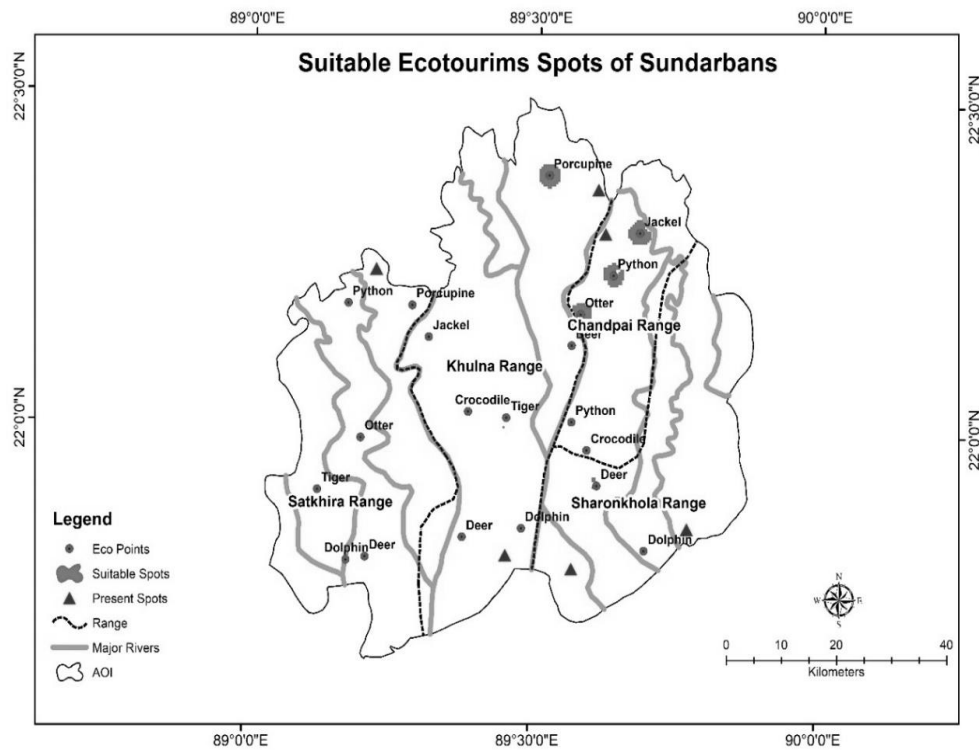 89°0'0"E
89°30'0"E
90°0'0"E
Suitable Ecotourims Spots of Sundarbans
22°30'0"N
22°30'0"N
Porcupine
Jackel
Python
Python
Porcupine
Otter
Jackel
Chandpai Range
Deer
Khulna Range
Crocodile
Tiger
Python
22°0'0"N
22°0'0"N
Otter
Crocodile
Tiger
Deer
Satkhira Range
Sharonkhola Range
Dolphin
Deer
Dolphin
Deer
Dolphin
Legend
Eco Points
Suitable Spots
Present Spots
Range
Major Rivers
AOI
N
W
E
S
0
10
20
40
Kilometers
89°0'0"E
89°30'0"E
90°0'0"E